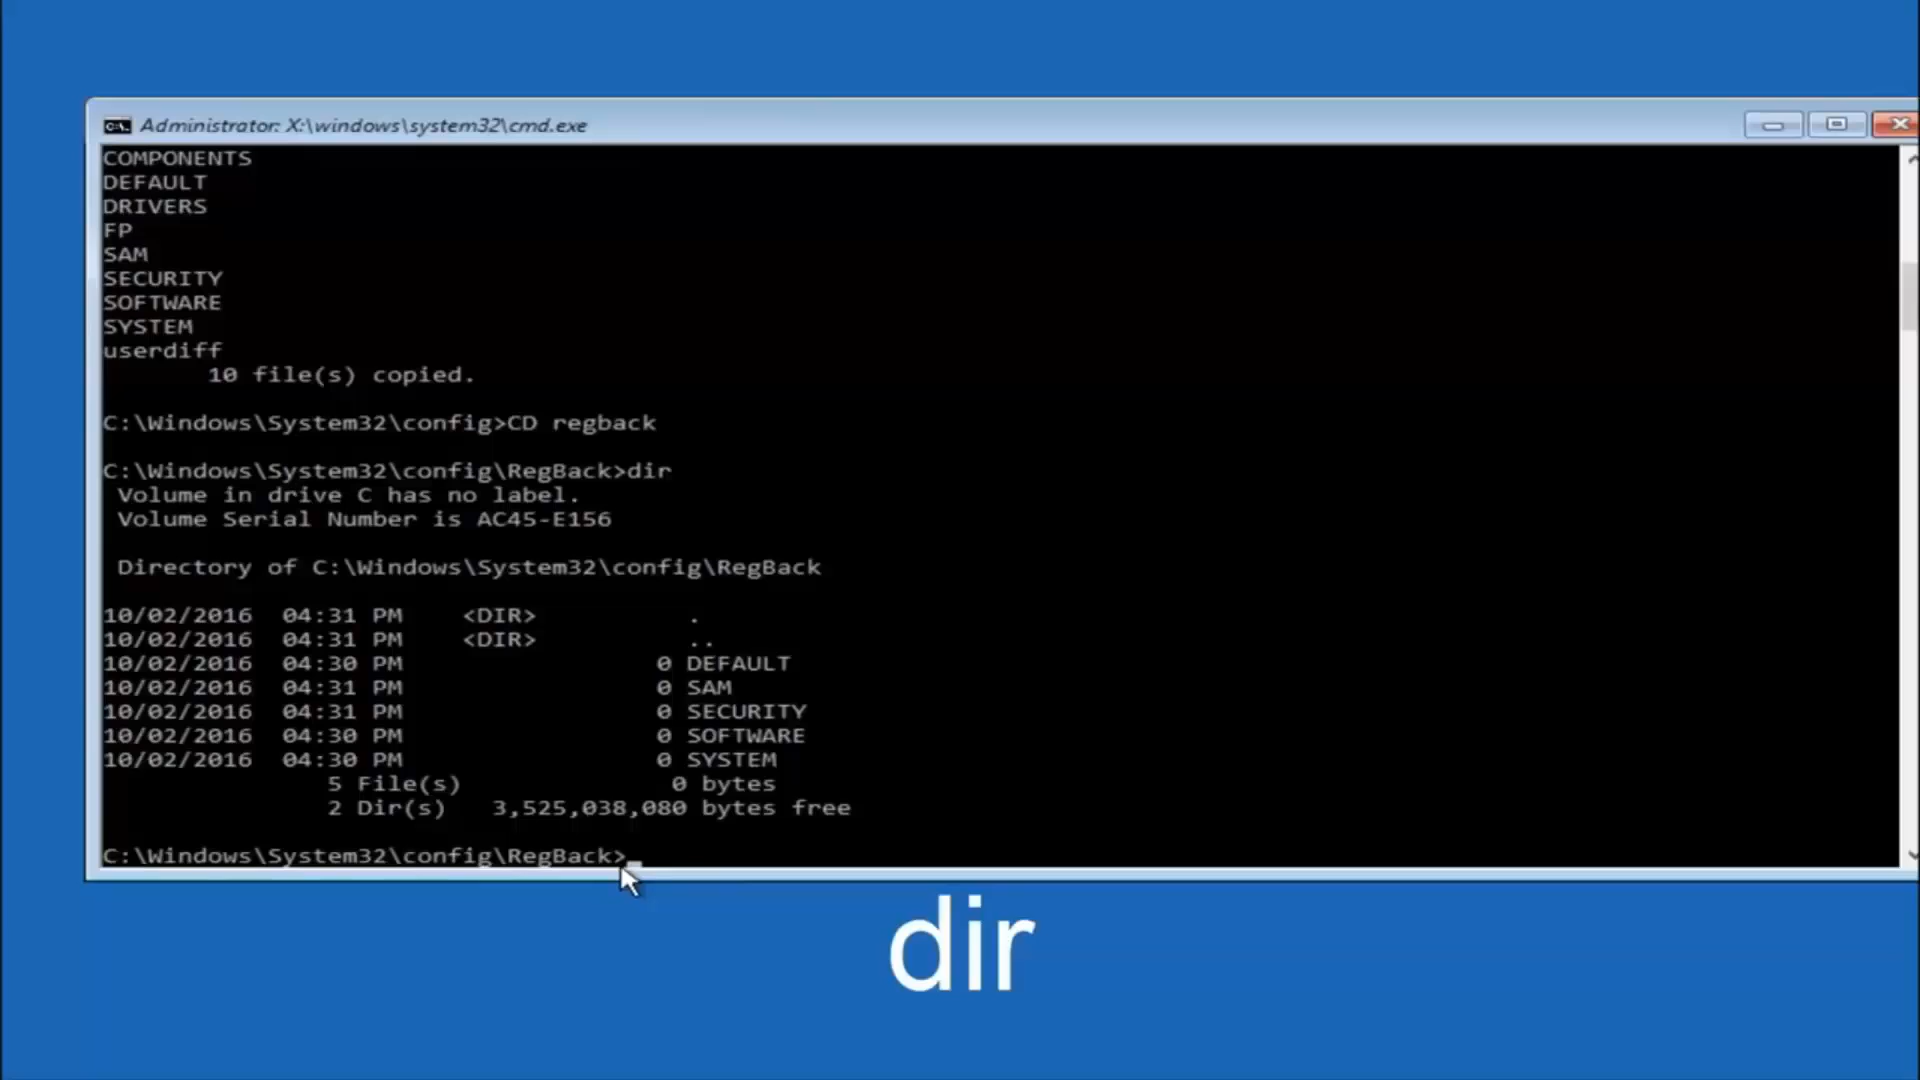 Administrator: X:\windows\system32\cmd.exe
COMPONENTS
DEFAULT
DRIVERS
FP
SAM
SECURITY
SOFTWARE
SYSTEM
userdiff
10 file(s) copied.
C:\Windows\System32\config>CD regback
C:\Windows\System32\config\RegBack>dir
Volume in drive C has no label.
Volume Serial Number is AC45-E156
Directory of C:\Windows\System32\config\RegBack
10/02/2016 04:31 PM <DIR> .
10/02/2016 04:31 PM <DIR> ..
10/02/2016 04:30 PM 0 DEFAULT
10/02/2016 04:31 PM 0 SAM
10/02/2016 04:31 PM 0 SECURITY
10/02/2016 04:30 PM 0 SOFTWARE
10/02/2016 04:30 PM 0 SYSTEM
5 File(s) 0 bytes
2 Dir(s) 3,525,038,080 bytes free
C:\Windows\System32\config\RegBack>
dir